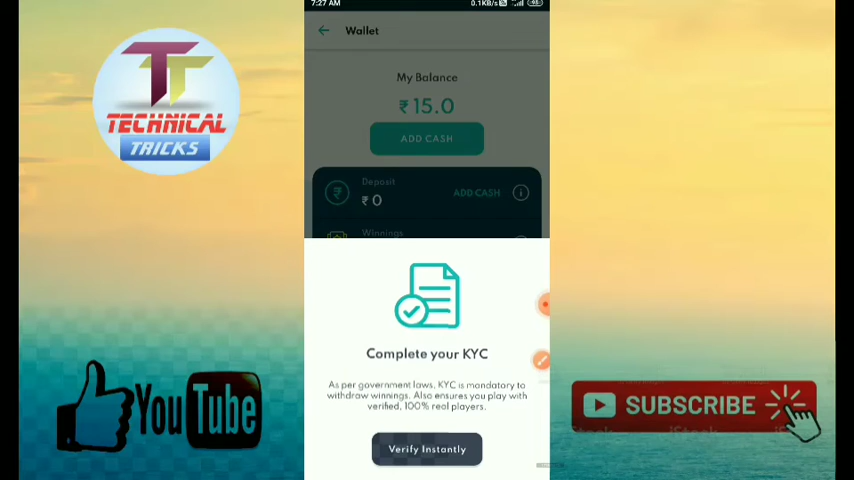 7:27 AM
0.1KB/s
Wallet
My Balance
₹ 15.0
ADD CASH
Deposit
₹ 0
ADD CASH
Winnings
Complete your KYC
As per government laws, KYC is mandatory to
withdraw winnings. Also ensures you play with
verified, 100% real players.
Verify Instantly
TT
TECHNICAL
TRICKS
YouTube
SUBSCRIBE
iStock